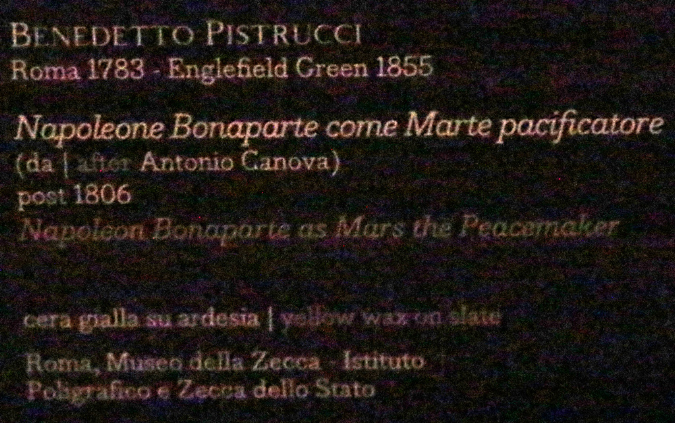 BENEDETTO PISTRUCCI
Roma 1783 - Englefield Green 1855
Napoleone Bonaparte come Marte pacificatore
(da | after Antonio Canova)
post 1806
Napoleon Bonaparte as Mars the Peacemaker
cera gialla su ardesia | yellow wax on slate
Roma, Museo della Zecca - Istituto
Poligrafico e Zecca dello Stato